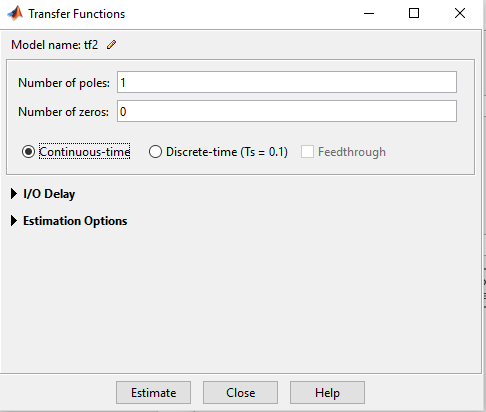 Transfer Functions
Model name: tf2
Number of poles: 1
Number of zeros: 0
Continuous-time Discrete-time (Ts = 0.1) Feedthrough
I/O Delay
Estimation Options
Estimate Close Help